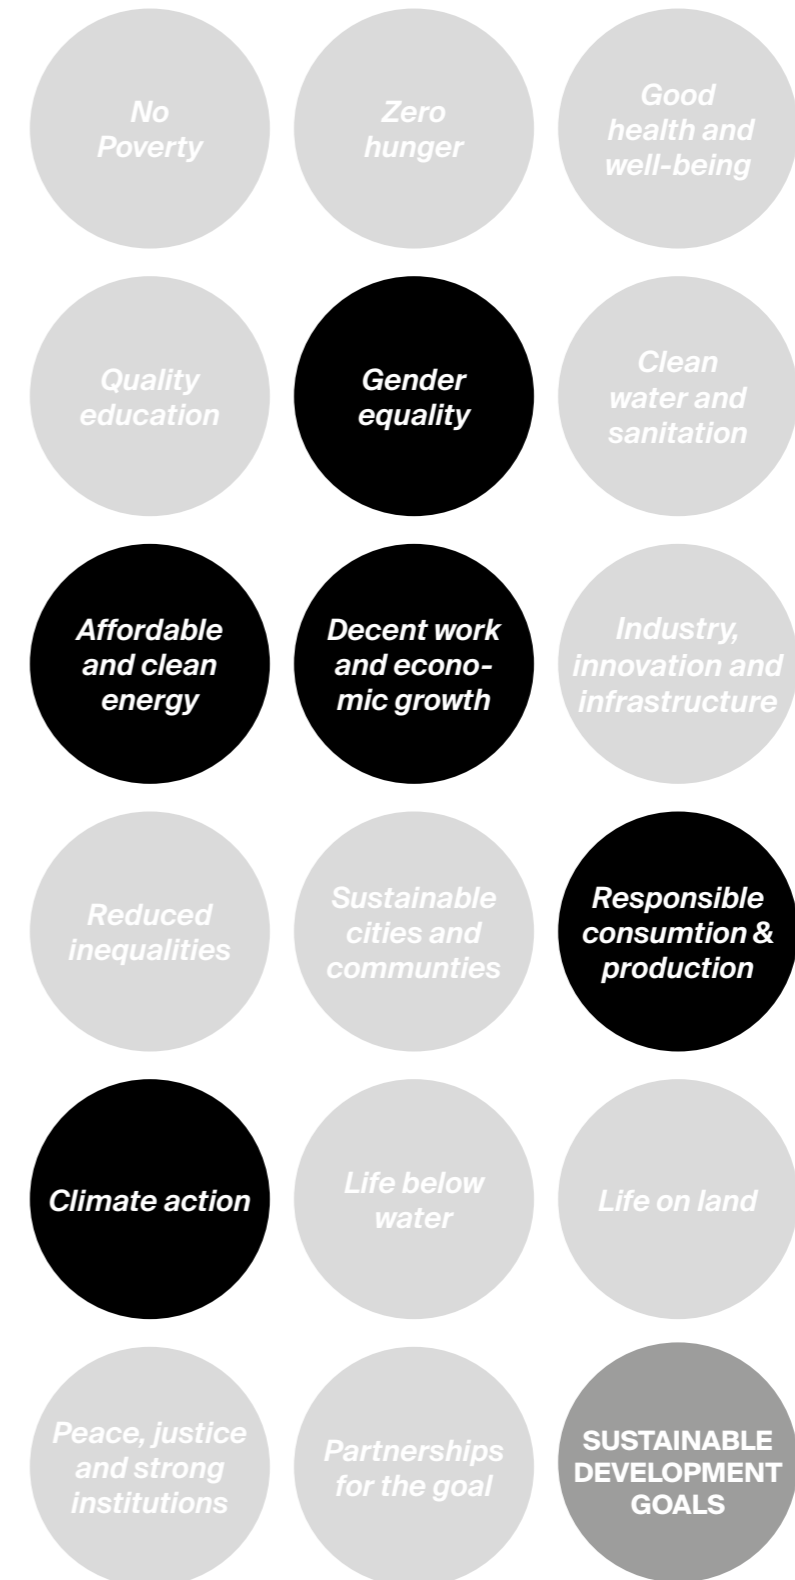 No
Poverty
Zero
hunger
Good
health and
well-being
Quality
education
Gender
equality
Clean
water and
sanitation
Affordable
and clean
energy
Decent work
and econo-
mic growth
Industry,
innovation and
infrastructure
Reduced
inequalities
Sustainable
cities and
communties
Responsible
consumtion &
production
Climate action
Life below
water
Life on land
Peace, justice
and strong
institutions
Partnerships
for the goal
SUSTAINABLE
DEVELOPMENT
GOALS